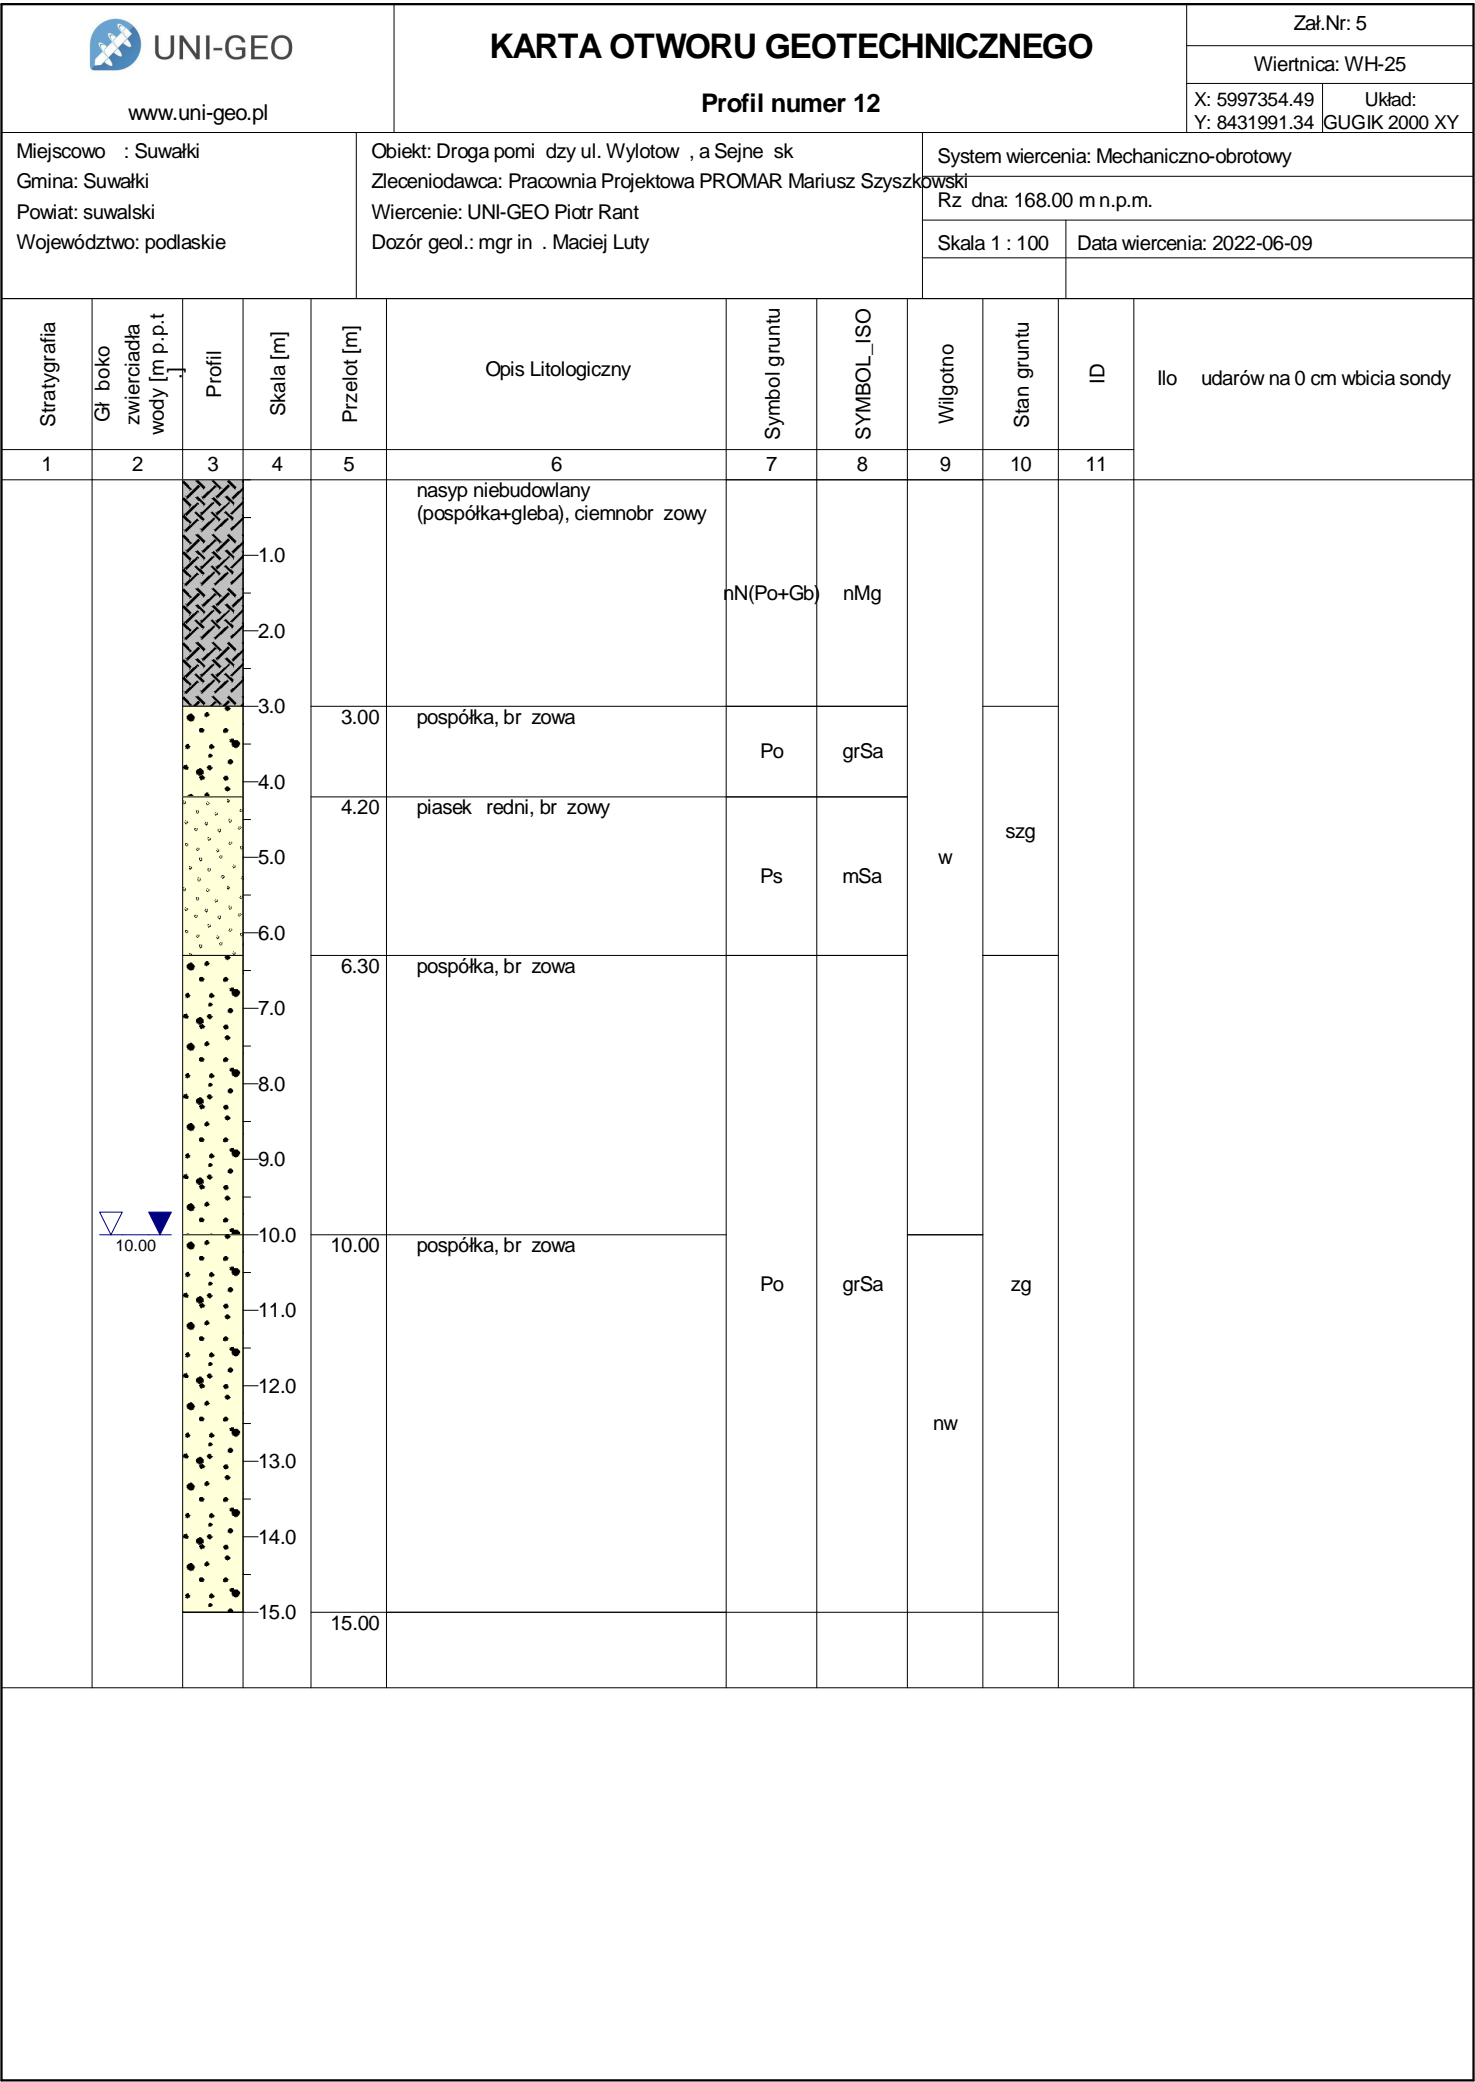 UNI-GEO
www.uni-geo.pl
KARTA OTWORU GEOTECHNICZNEGO
Profil numer 12
Zał.Nr: 5
Wiertnica: WH-25
X: 5997354.49
Y: 8431991.34
Układ:
GUGIK 2000 XY
Miejscowo : Suwałki
Gmina: Suwałki
Powiat: suwalski
Województwo: podlaskie
Obiekt: Droga pomi dzy ul. Wylotow , a Sejne sk
Zleceniodawca: Pracownia Projektowa PROMAR Mariusz Szyszkowski
Wiercenie: UNI-GEO Piotr Rant
Dozór geol.: mgr in . Maciej Luty
System wiercenia: Mechaniczno-obrotowy
Rz dna: 168.00 m n.p.m.
Skala 1 : 100
Data wiercenia: 2022-06-09
Stratygrafia
Gł boko
zwierciadła
wody [m p.p.t
.]
Profil
Skala [m]
Przelot [m]
Opis Litologiczny
Symbol gruntu
SYMBOL_ISO
Wilgotno
Stan gruntu
ID
Ilo udarów na 0 cm wbicia sondy
1 2 3 4 5 6 7 8 9 10 11
nasyp niebudowlany
(pospółka+gleba), ciemnobr zowy
1.0
nN(Po+Gb) nMg
2.0
3.0
3.00 pospółka, br zowa
Po grSa
4.0
4.20 piasek redni, br zowy
szg
5.0
w
Ps mSa
6.0
6.30 pospółka, br zowa
7.0
8.0
9.0
10.0
10.00
10.00 pospółka, br zowa
Po grSa zg
11.0
12.0
nw
13.0
14.0
15.0
15.00